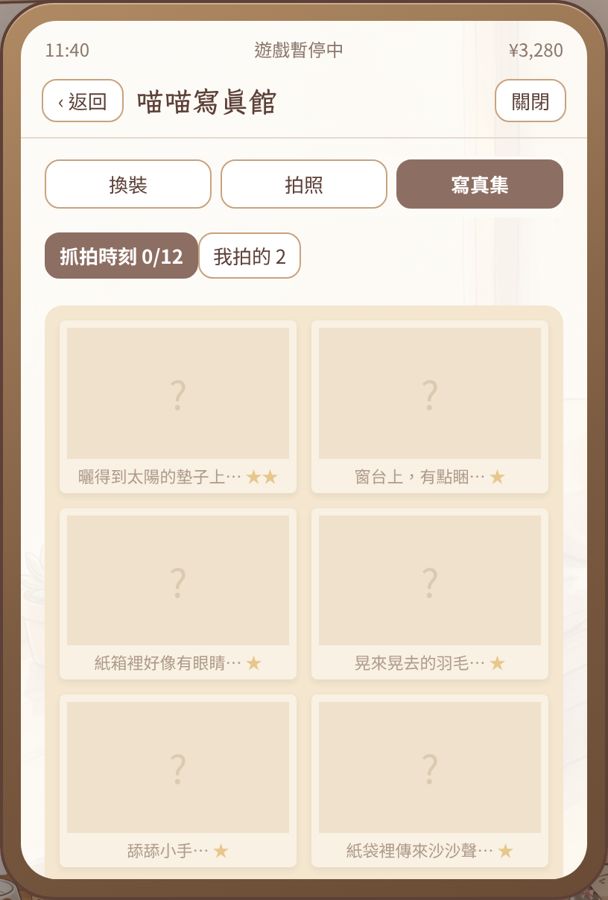 11:40 遊戲暫停中 ¥3,280
‹ 返回 喵喵寫真館 關閉
換裝 拍照 寫真集
抓拍時刻 0/12 我拍的 2
?
?
曬得到太陽的墊子上⋯ ★★
窗台上，有點睏⋯ ★
?
?
紙箱裡好像有眼睛⋯ ★
晃來晃去的羽毛⋯ ★
?
?
舔舔小手⋯ ★
紙袋裡傳來沙沙聲⋯ ★